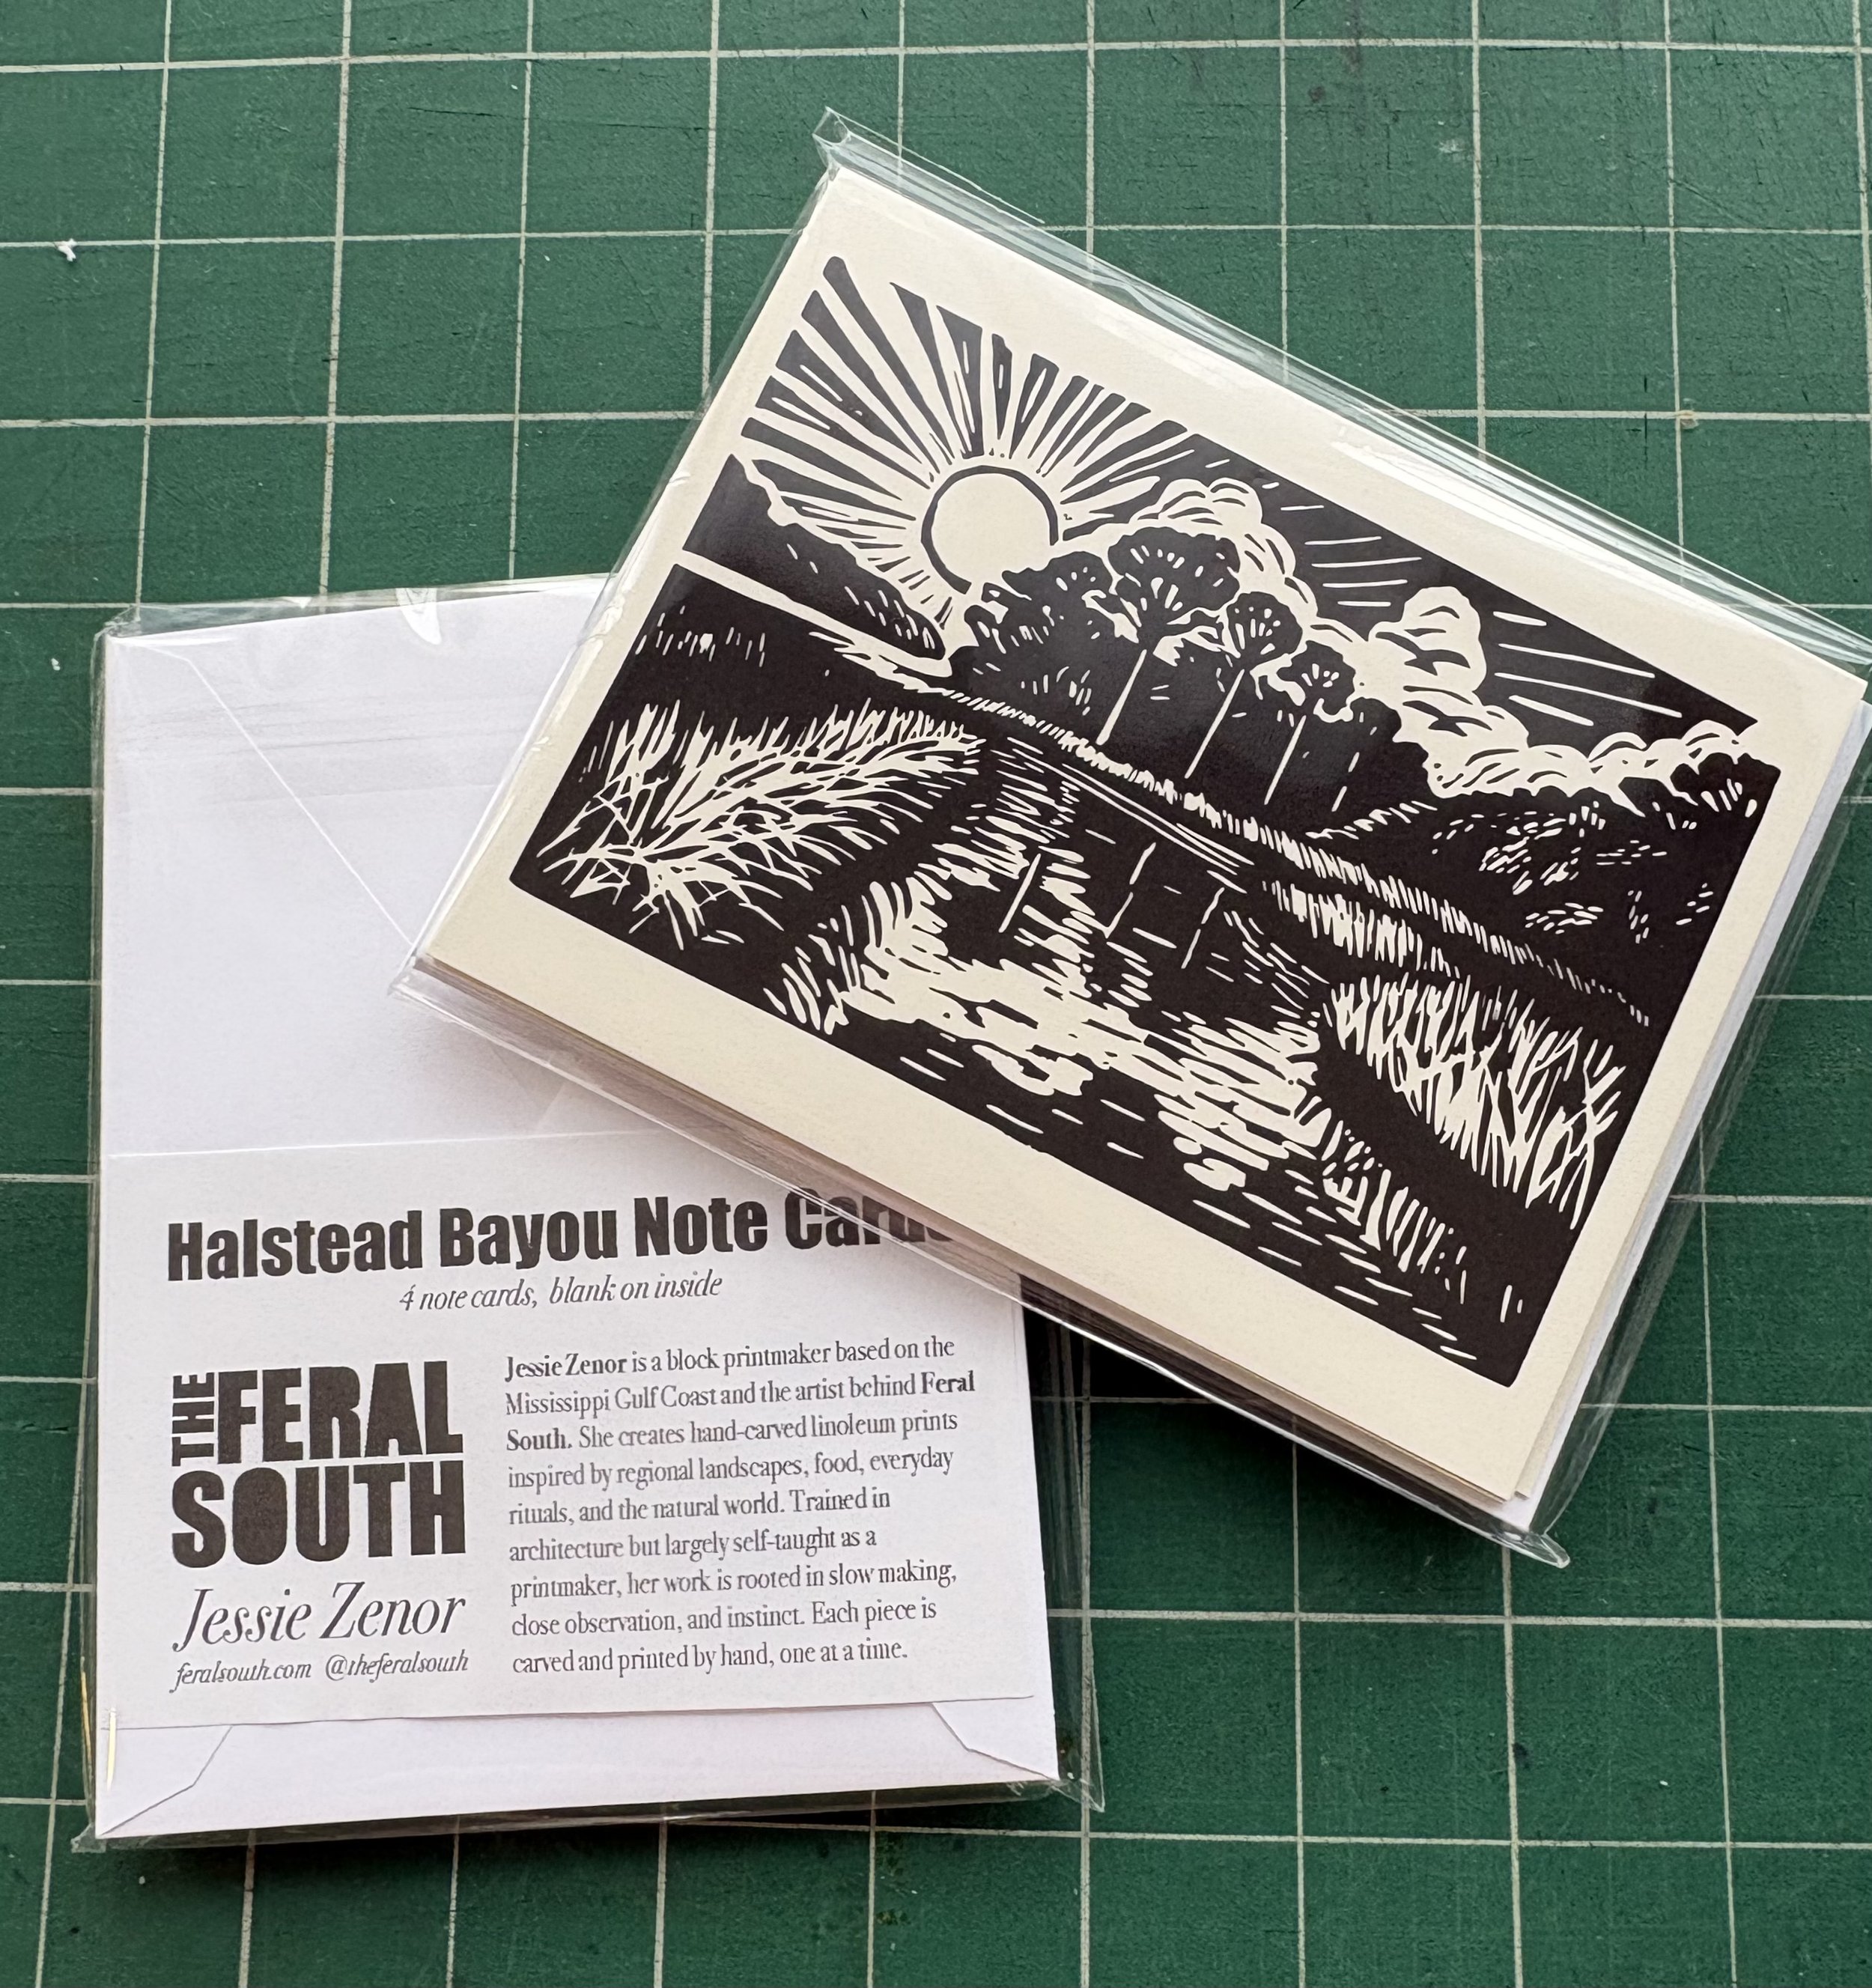 Halstead Bayou Note Cards
4 note cards, blank on inside
THE FERAL
SOUTH
Jessie Zenor
feralsouth.com @theferalsouth
Jessie Zenor is a block printmaker based on the
Mississippi Gulf Coast and the artist behind Feral
South. She creates hand-carved linoleum prints
inspired by regional landscapes, food, everyday
rituals, and the natural world. Trained in
architecture but largely self-taught as a
printmaker, her work is rooted in slow making,
close observation, and instinct. Each piece is
carved and printed by hand, one at a time.